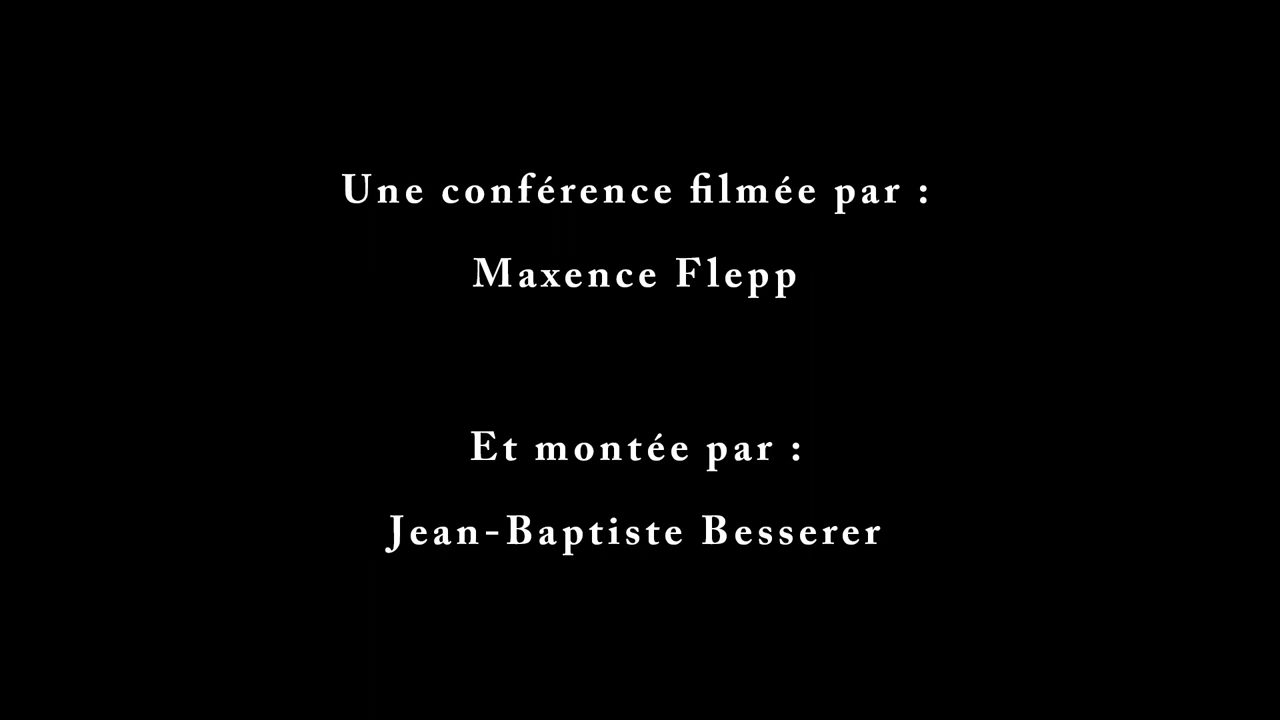 Une conférence filmée par :
Maxence Flepp
Et montée par :
Jean-Baptiste Besserer